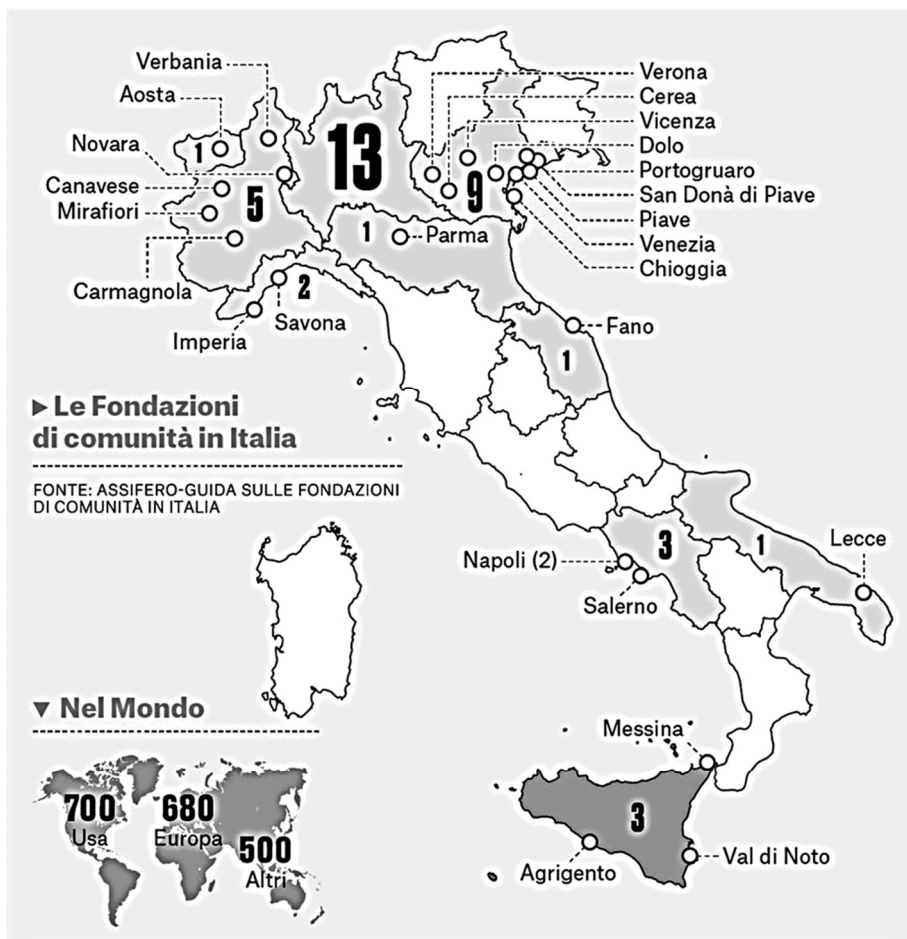 Verbania
Aosta
Novara
Canavese
Mirafiori
Carmagnola
Imperia
Savona
1
5
2
13
9
1
Parma
Verona
Cerea
Vicenza
Dolo
Portogruaro
San Donà di Piave
Piave
Venezia
Chioggia
Fano
1
▸ Le Fondazioni
di comunità in Italia
FONTE: ASSIFERO-GUIDA SULLE FONDAZIONI
DI COMUNITÀ IN ITALIA
Napoli (2)
Salerno
3
1
Lecce
▾ Nel Mondo
700
Usa
680
Europa
500
Altri
Messina
3
Agrigento
Val di Noto